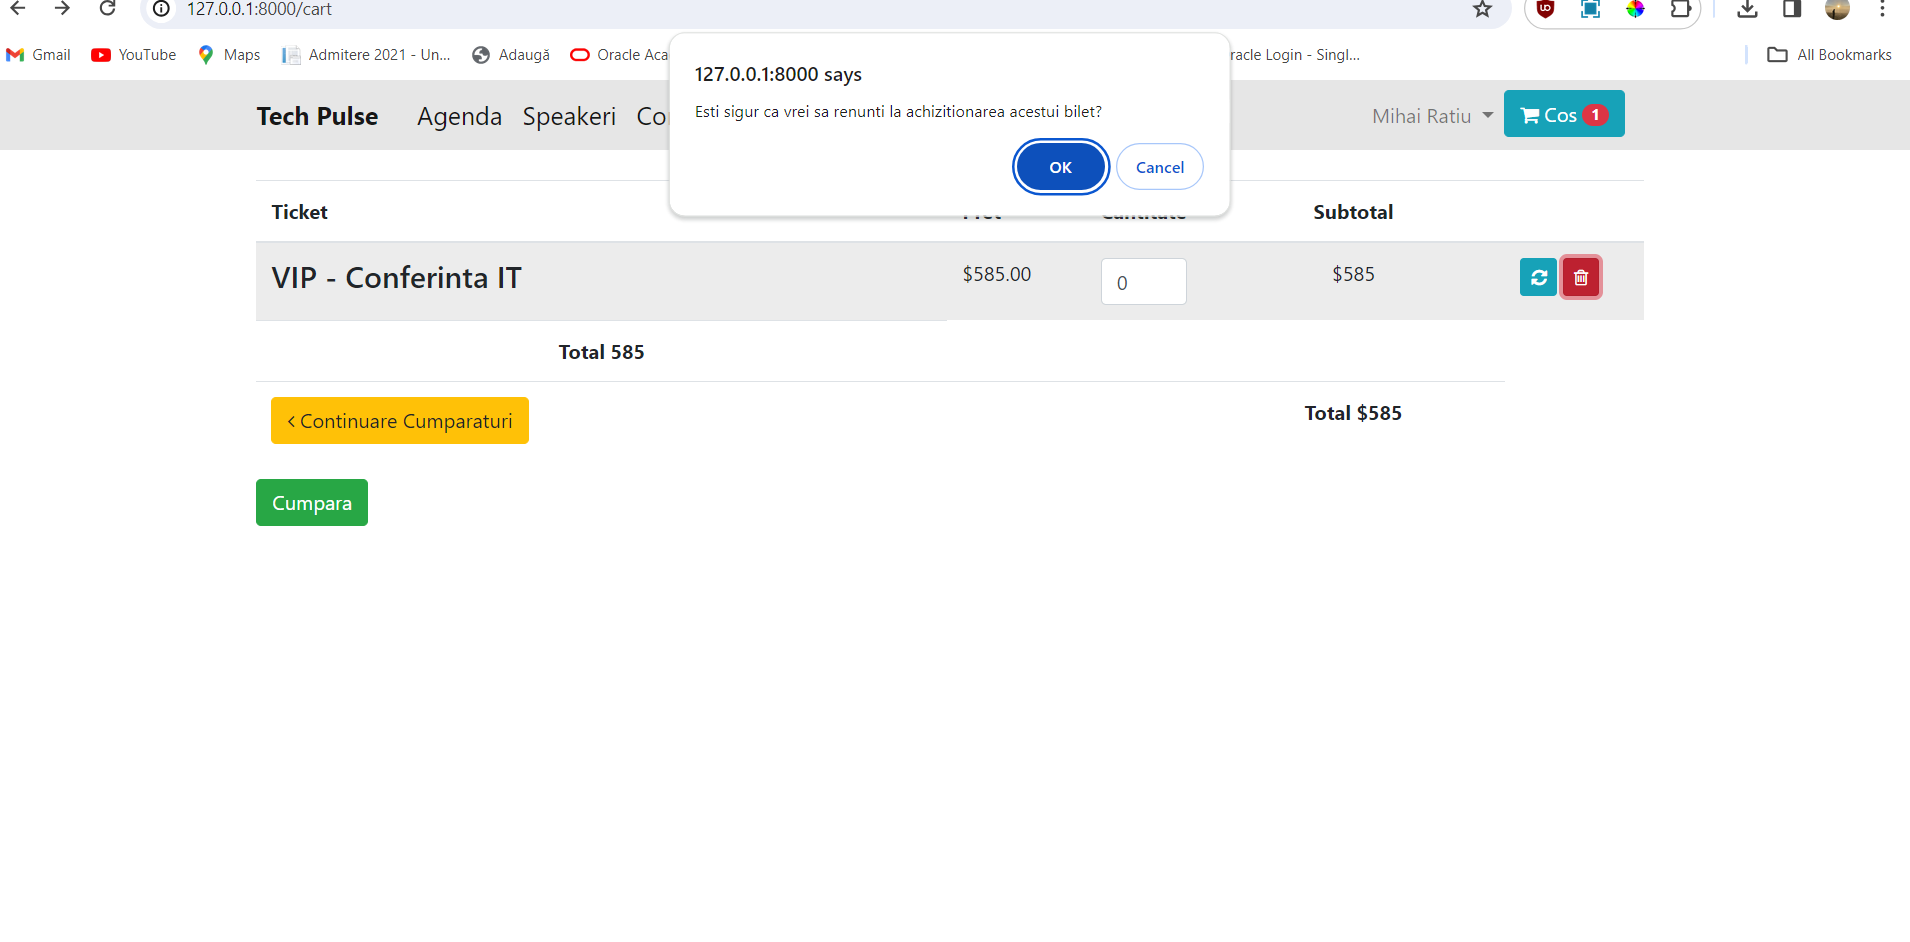 127.0.0.1:8000/cart
Gmail YouTube Maps Admitere 2021 - Un... Adaugă Oracle Aca racle Login - Singl... All Bookmarks
127.0.0.1:8000 says
Esti sigur ca vrei sa renunti la achizitionarea acestui bilet?
OK Cancel
Tech Pulse Agenda Speakeri Co Mihai Ratiu Cos 1
Ticket Subtotal
VIP - Conferinta IT $585.00 0 $585
Total 585
Continuare Cumparaturi Total $585
Cumpara